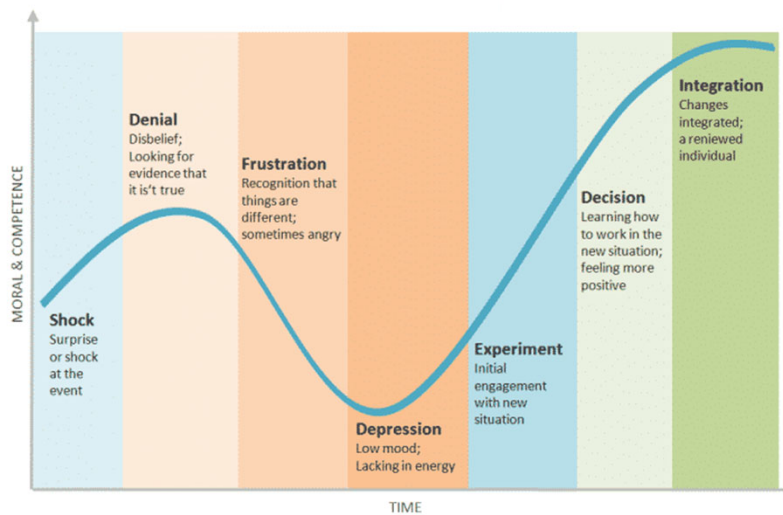 MORAL & COMPETENCE
Shock
Surprise
or shock
at the
event
Denial
Disbelief;
Looking for
evidence that
it is't true
Frustration
Recognition that
things are
different;
sometimes angry
Depression
Low mood;
Lacking in energy
Experiment
Initial
engagement
with new
situation
Decision
Learning how
to work in the
new situation;
feeling more
positive
Integration
Changes
integrated;
a reniewed
individual
TIME